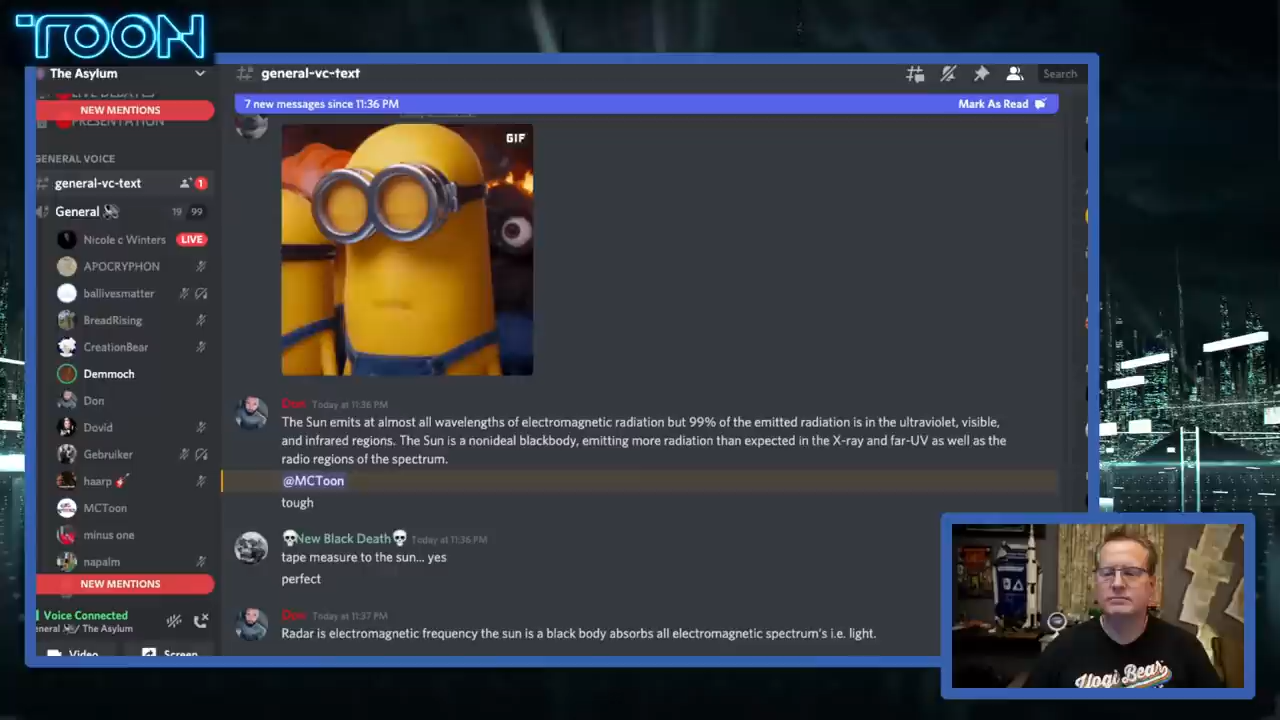 TOON
The Asylum
general-vc-text
Search
LIVE DEBATES
NEW MENTIONS
7 new messages since 11:36 PM
Mark As Read
PRESENTATION
GIF
GENERAL VOICE
general-vc-text
1
General
19 99
Nicole c Winters
LIVE
APOCRYPHON
ballivesmatter
BreadRising
CreationBear
Demmoch
Don
Dovid
Gebruiker
haarp
MCToon
minus one
napalm
NEW MENTIONS
Voice Connected
eneral / The Asylum
Video
Screen
Don Today at 11:36 PM
The Sun emits at almost all wavelengths of electromagnetic radiation but 99% of the emitted radiation is in the ultraviolet, visible,
and infrared regions. The Sun is a nonideal blackbody, emitting more radiation than expected in the X-ray and far-UV as well as the
radio regions of the spectrum.
@MCToon
tough
💀New Black Death💀 Today at 11:36 PM
tape measure to the sun... yes
perfect
Don Today at 11:37 PM
Radar is electromagnetic frequency the sun is a black body absorbs all electromagnetic spectrum's i.e. light.
Yogi Bear